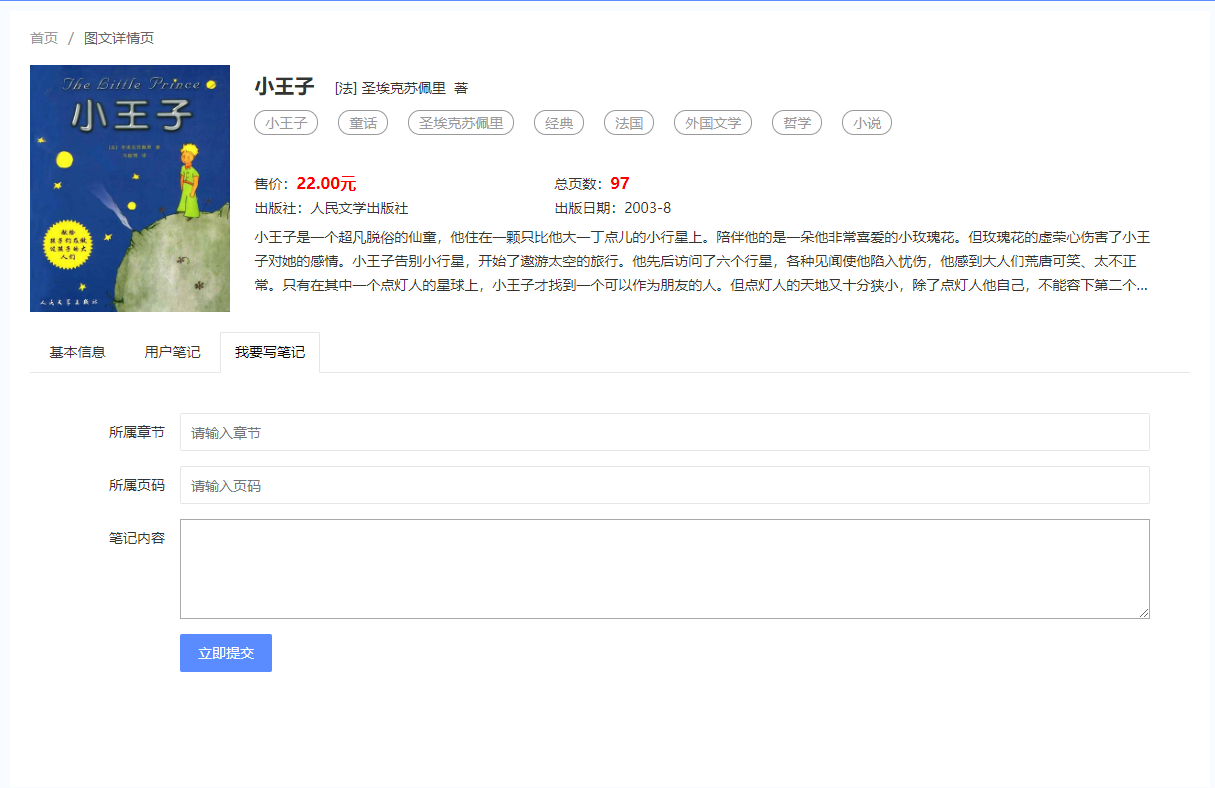 首页 / 图文详情页
The Little Prince
小王子
献给
孩子们和做
过孩子的大
人们
人民文学出版社
小王子 [法] 圣埃克苏佩里 著
小王子 童话 圣埃克苏佩里 经典 法国 外国文学 哲学 小说
售价：22.00元 总页数：97
出版社：人民文学出版社 出版日期：2003-8
小王子是一个超凡脱俗的仙童，他住在一颗只比他大一丁点儿的小行星上。陪伴他的是一朵他非常喜爱的小玫瑰花。但玫瑰花的虚荣心伤害了小王
子对她的感情。小王子告别小行星，开始了遨游太空的旅行。他先后访问了六个行星，各种见闻使他陷入忧伤，他感到大人们荒唐可笑、太不正
常。只有在其中一个点灯人的星球上，小王子才找到一个可以作为朋友的人。但点灯人的天地又十分狭小，除了点灯人他自己，不能容下第二个...
基本信息 用户笔记 我要写笔记
所属章节 请输入章节
所属页码 请输入页码
笔记内容
立即提交